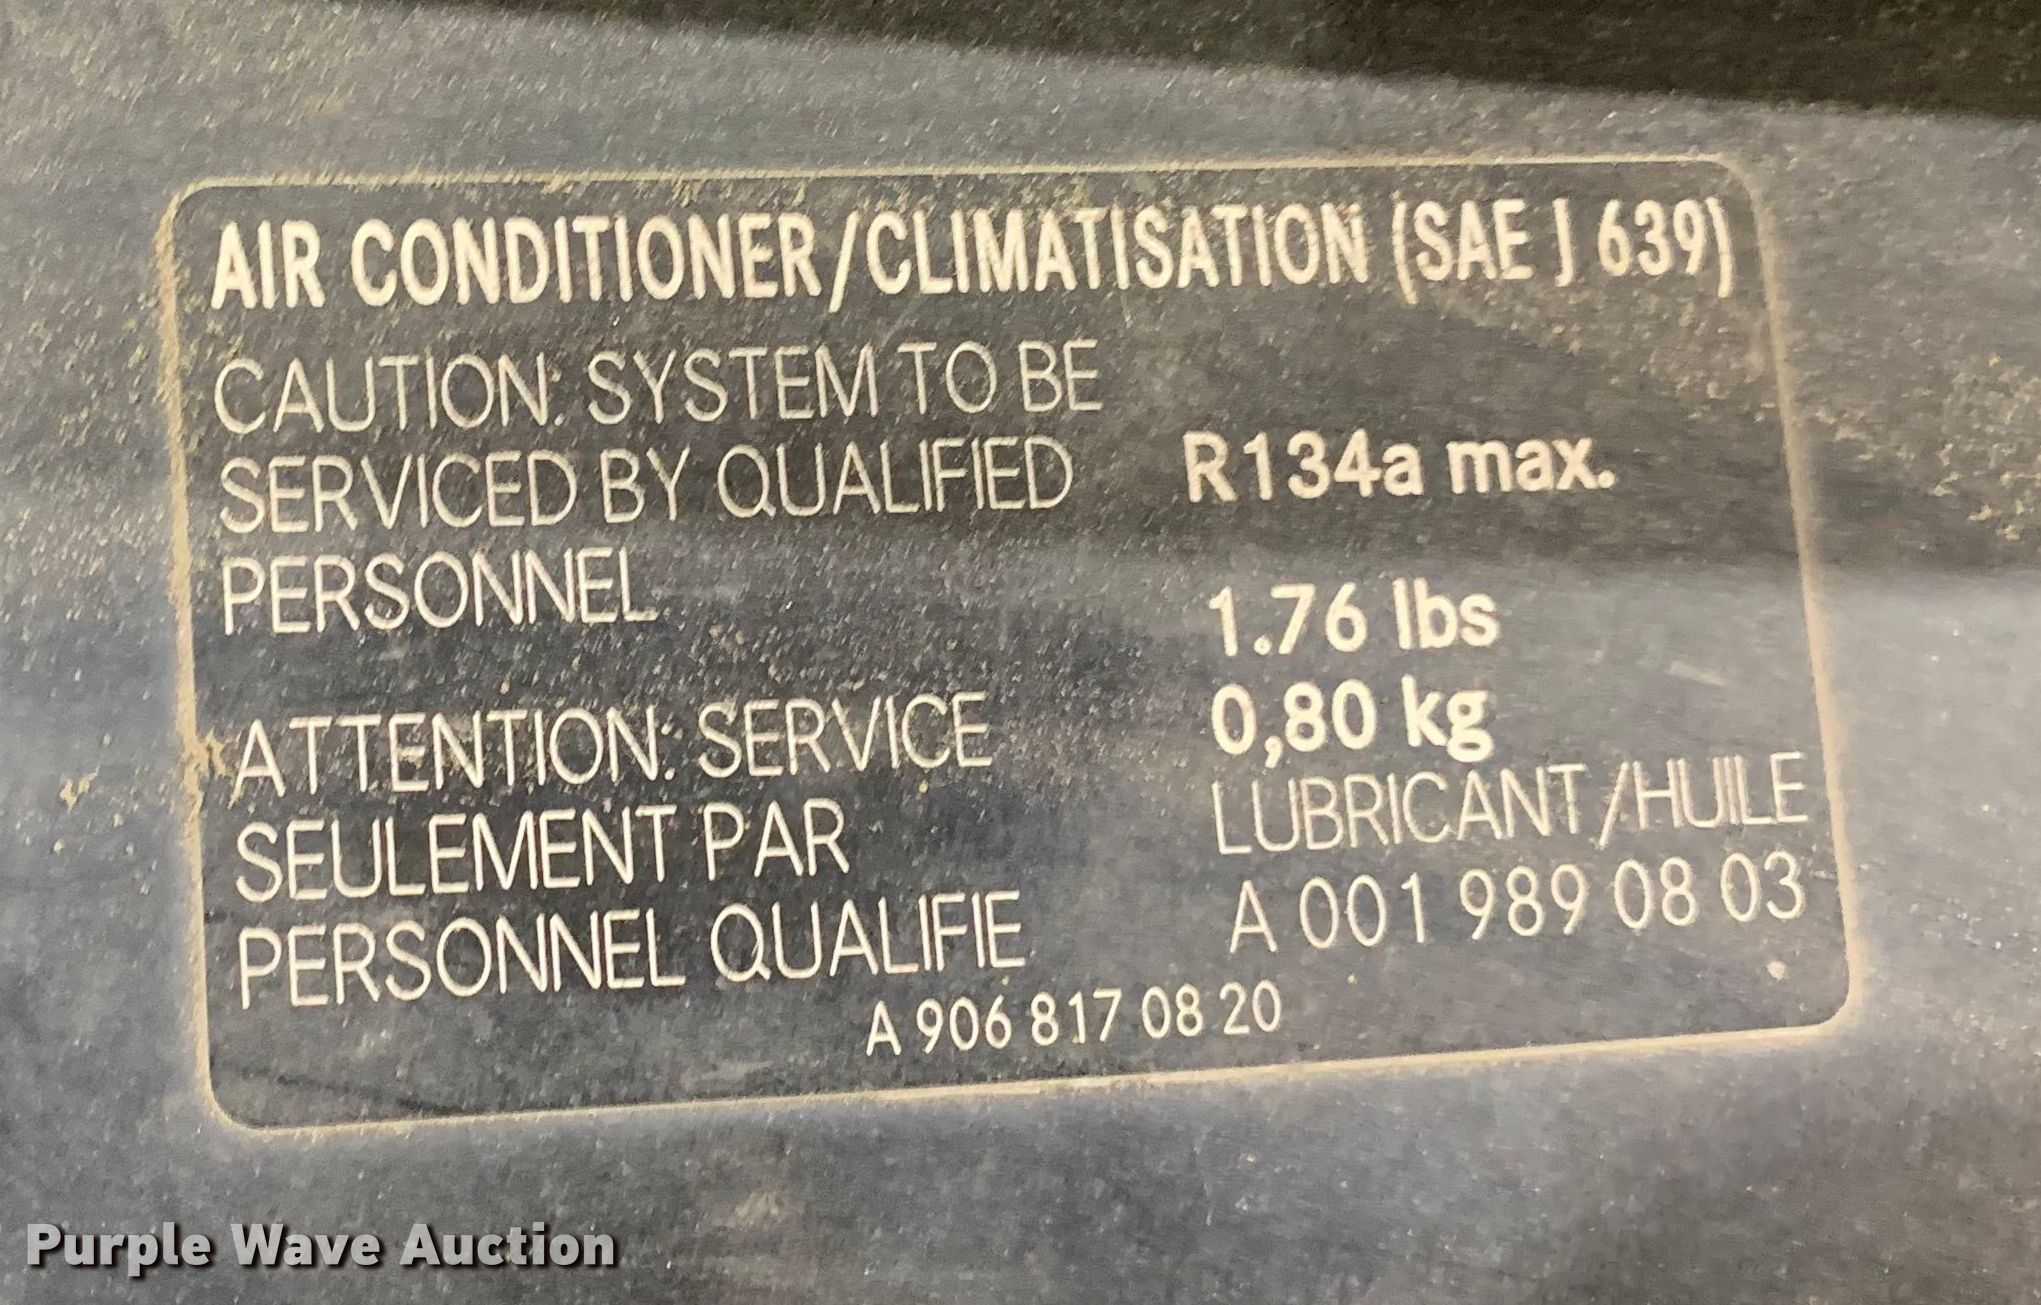 AIR CONDITIONER/CLIMATISATION (SAE J 639)
CAUTION: SYSTEM TO BE
SERVICED BY QUALIFIED
PERSONNEL
ATTENTION: SERVICE
SEULEMENT PAR
PERSONNEL QUALIFIE
R134a max.
1.76 lbs
0,80 kg
LUBRICANT/HUILE
A 001 989 08 03
A 906 817 08 20
Purple Wave Auction